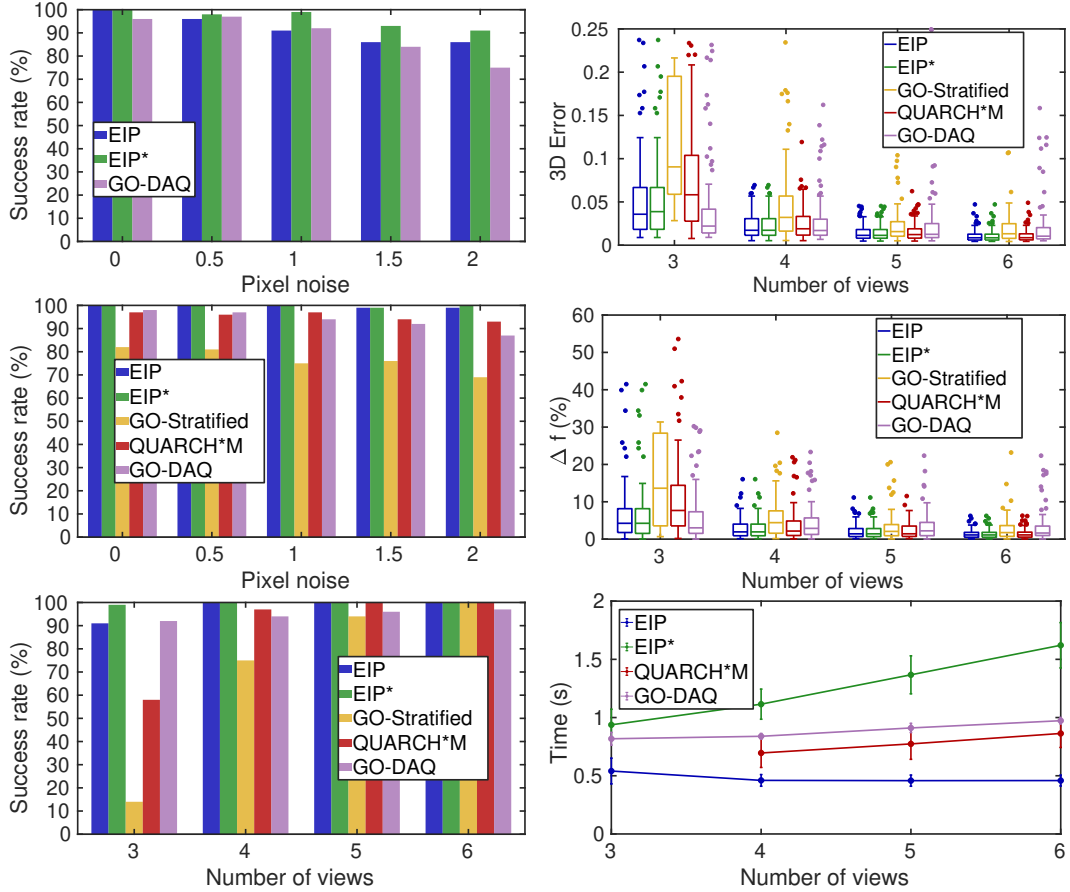 100
90
80
70
60
50
40
30
20
10
0
Success rate (%)
EIP
EIP*
GO-DAQ
0 0.5 1 1.5 2
Pixel noise
0.25
0.2
0.15
0.1
0.05
0
3D Error
EIP
EIP*
GO-Stratified
QUARCH*M
GO-DAQ
3 4 5 6
Number of views
100
90
80
70
60
50
40
30
20
10
0
Success rate (%)
EIP
EIP*
GO-Stratified
QUARCH*M
GO-DAQ
0 0.5 1 1.5 2
Pixel noise
60
50
40
30
20
10
0
Δ f (%)
EIP
EIP*
GO-Stratified
QUARCH*M
GO-DAQ
3 4 5 6
Number of views
100
90
80
70
60
50
40
30
20
10
0
Success rate (%)
EIP
EIP*
GO-Stratified
QUARCH*M
GO-DAQ
3 4 5 6
Number of views
2
1.5
1
0.5
0
Time (s)
EIP
EIP*
QUARCH*M
GO-DAQ
3 4 5 6
Number of views